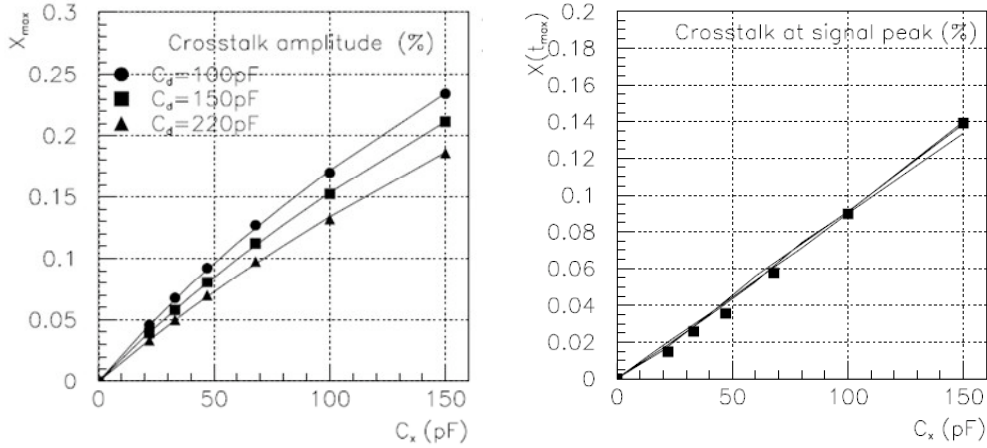 X_max
Crosstalk amplitude (%)
C_d=100pF
C_d=150pF
C_d=220pF
0.3
0.25
0.2
0.15
0.1
0.05
0
0 50 100 150
C_x (pF)
X(t_max)
Crosstalk at signal peak (%)
0.2
0.18
0.16
0.14
0.12
0.1
0.08
0.06
0.04
0.02
0
0 50 100 150
C_x (pF)